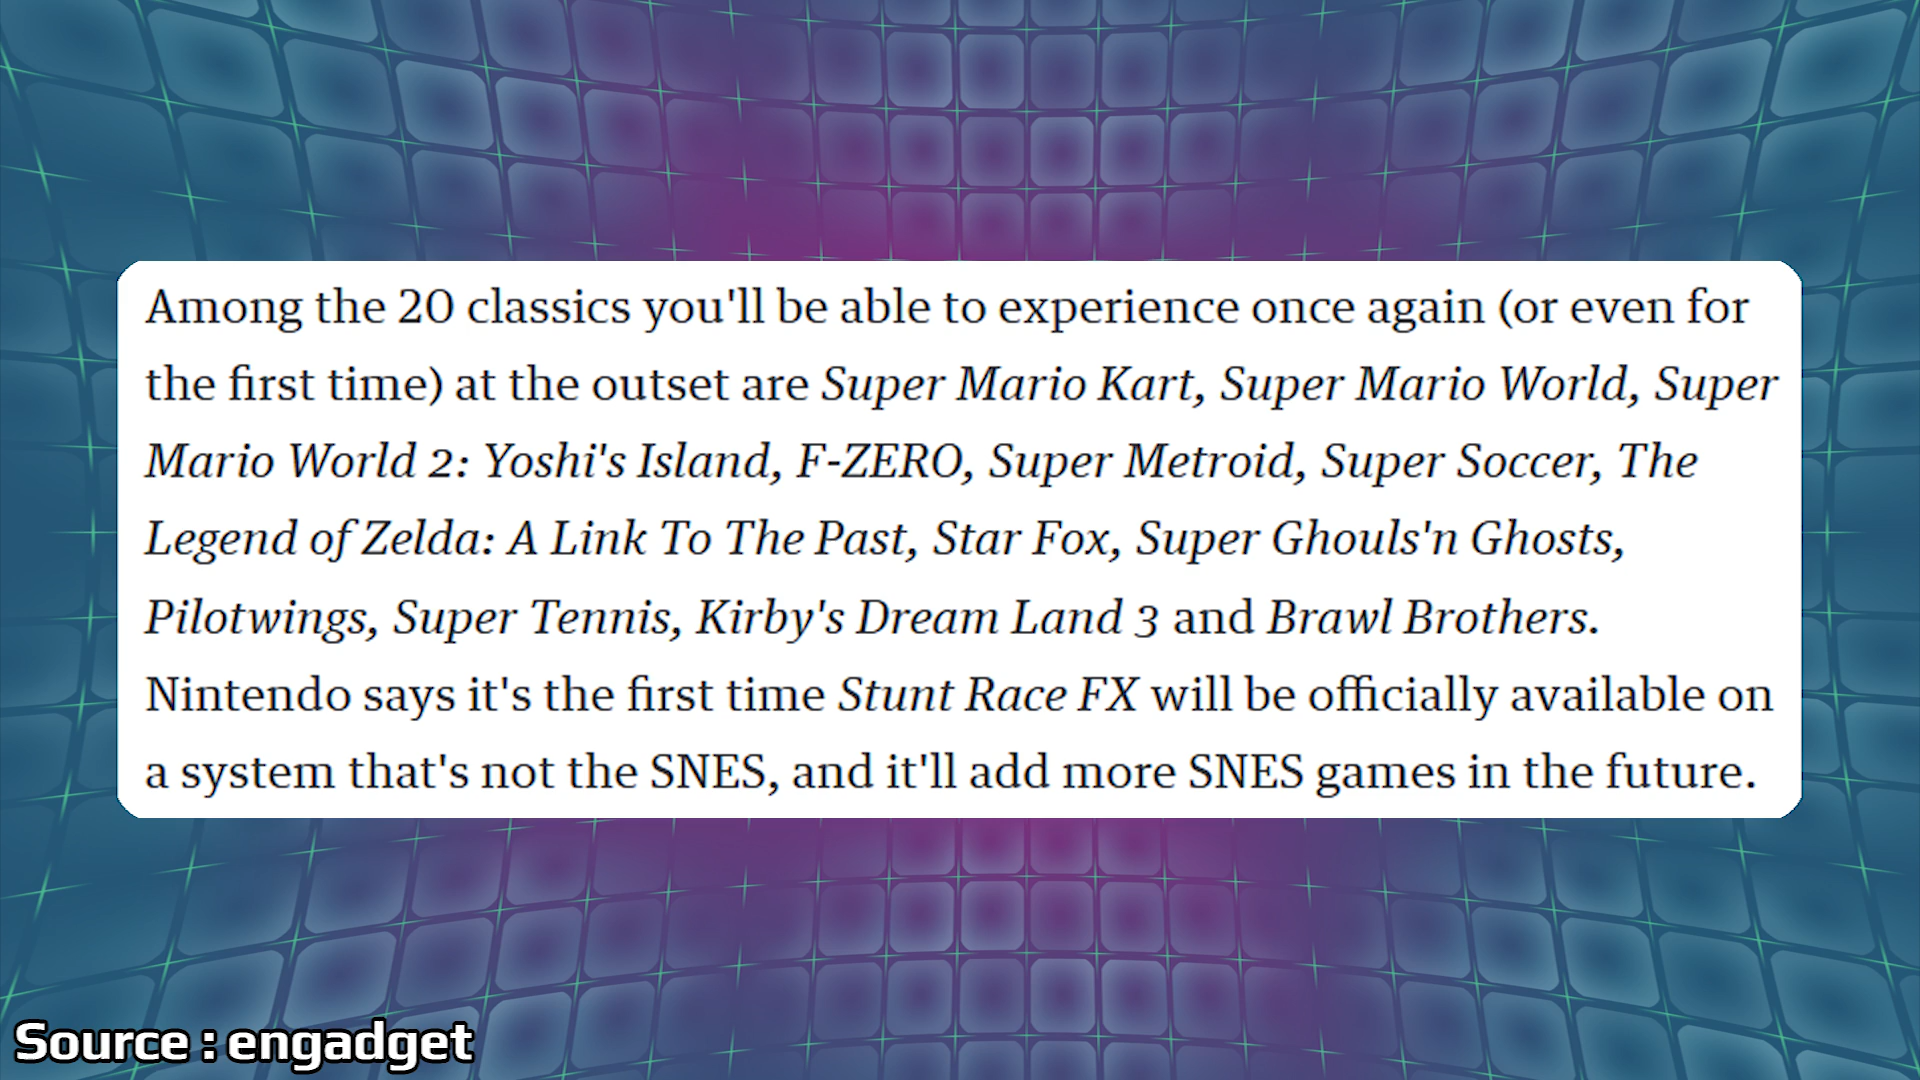 Among the 20 classics you'll be able to experience once again (or even for
the first time) at the outset are Super Mario Kart, Super Mario World, Super
Mario World 2: Yoshi's Island, F-ZERO, Super Metroid, Super Soccer, The
Legend of Zelda: A Link To The Past, Star Fox, Super Ghouls'n Ghosts,
Pilotwings, Super Tennis, Kirby's Dream Land 3 and Brawl Brothers.
Nintendo says it's the first time Stunt Race FX will be officially available on
a system that's not the SNES, and it'll add more SNES games in the future.
Source : engadget